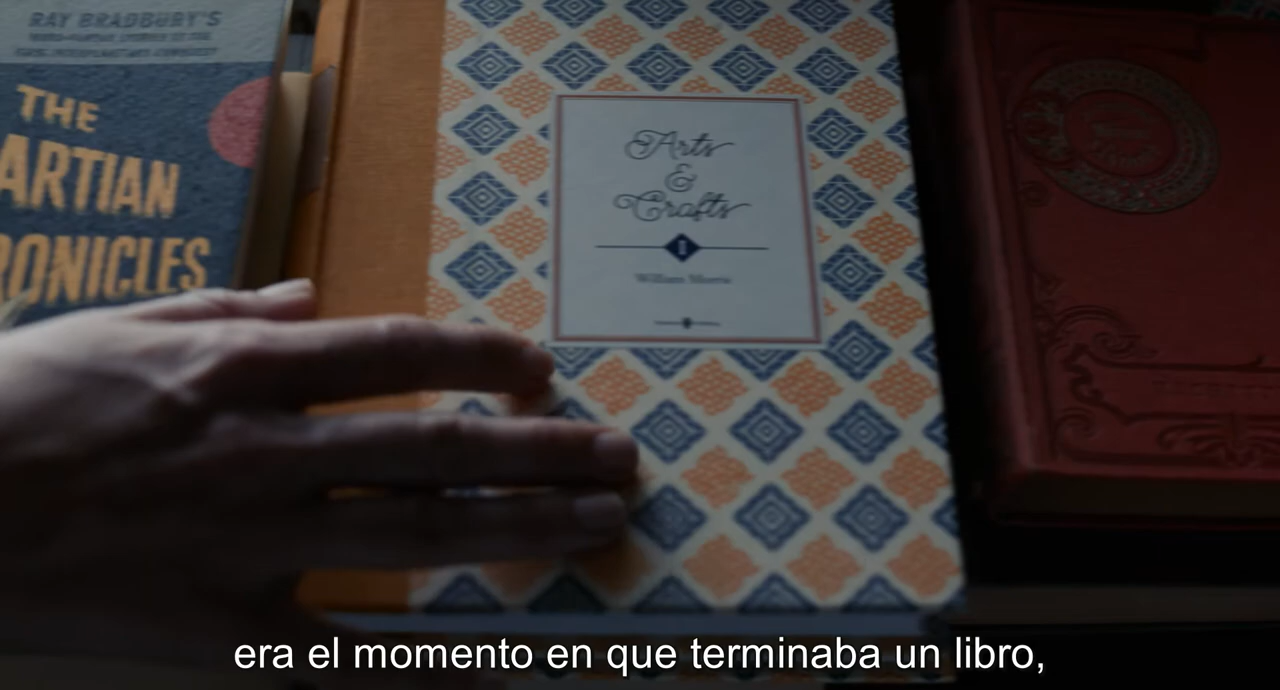 RAY BRADBURY'S
THE
ARTIAN
RONICLES
Arts
&
Crafts
William Morris
era el momento en que terminaba un libro,